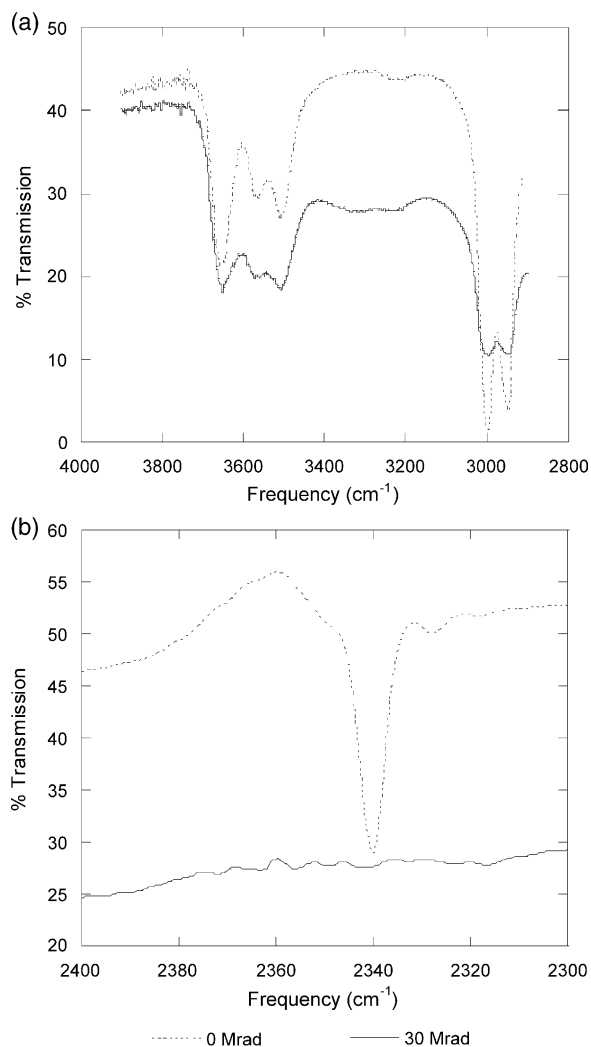 (a)
50
40
30
20
10
0
% Transmission
4000 3800 3600 3400 3200 3000 2800
Frequency (cm-1)
(b)
60
55
50
45
40
35
30
25
20
% Transmission
2400 2380 2360 2340 2320 2300
Frequency (cm-1)
0 Mrad 30 Mrad